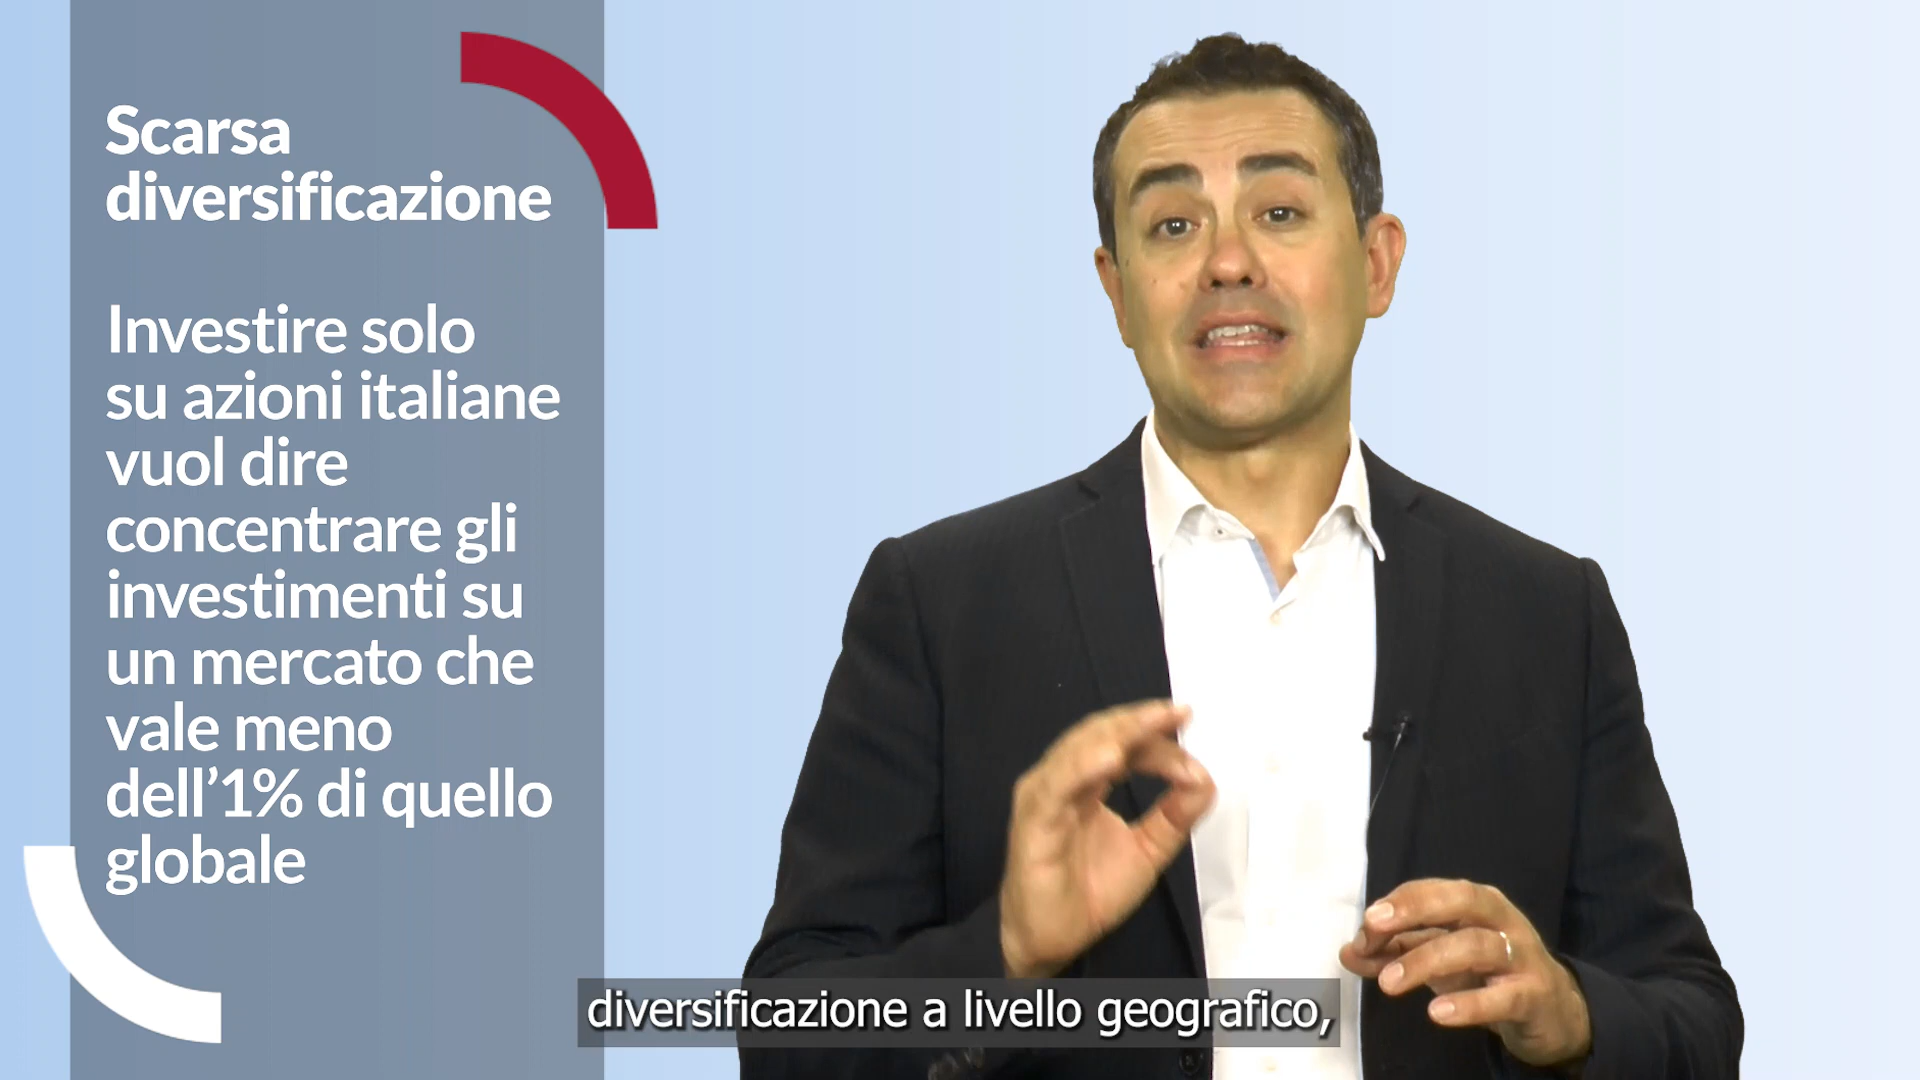 Scarsa
diversificazione
Investire solo
su azioni italiane
vuol dire
concentrare gli
investimenti su
un mercato che
vale meno
dell’1% di quello
globale
diversificazione a livello geografico,